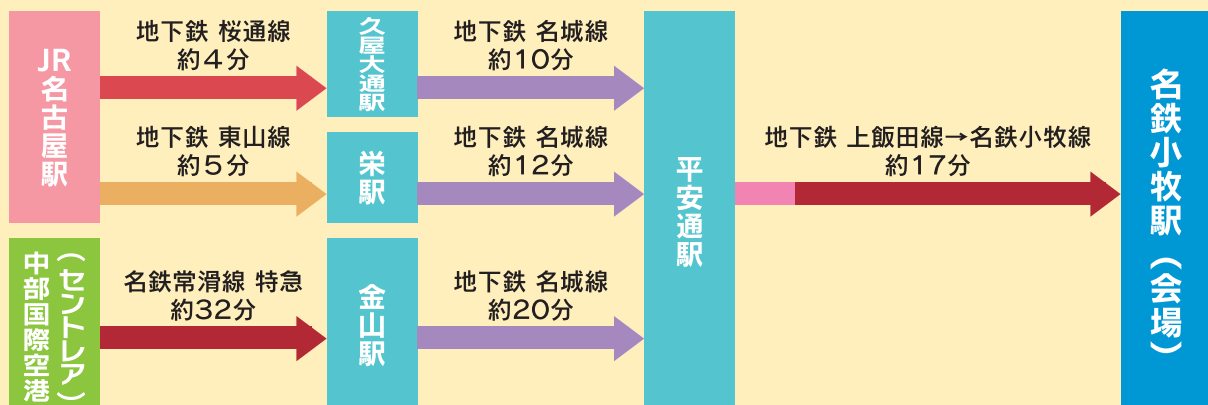 JR名古屋駅
地下鉄 桜通線
約4分
久屋大通駅
地下鉄 名城線
約10分
地下鉄 東山線
約5分
栄駅
地下鉄 名城線
約12分
中部国際空港
(セントレア)
名鉄常滑線 特急
約32分
金山駅
地下鉄 名城線
約20分
平安通駅
地下鉄 上飯田線→名鉄小牧線
約17分
名鉄小牧駅(会場)